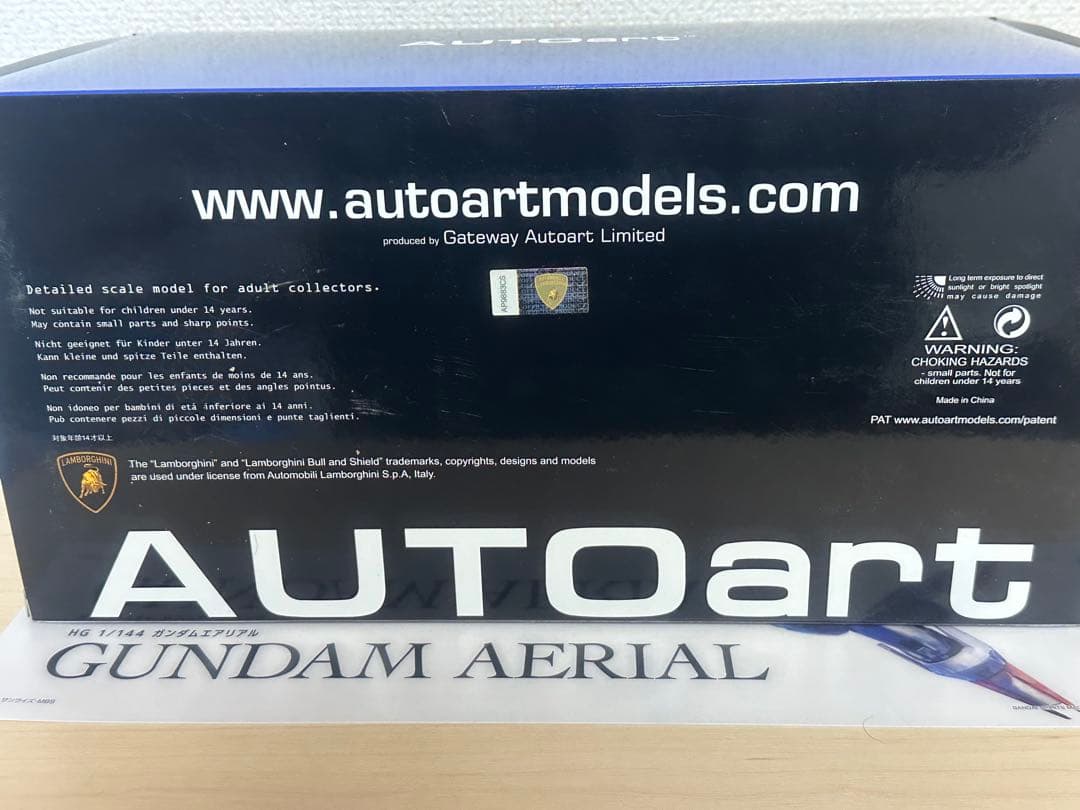 AUTOart
www.autoartmodels.com
produced by Gateway Autoart Limited
AP9883CS
Detailed scale model for adult collectors.
Not suitable for children under 14 years.
May contain small parts and sharp points.
Nicht geeignet für Kinder unter 14 Jahren.
Kann kleine und spitze Teile enthalten.
Non recommande pour les enfants de moins de 14 ans.
Peut contenir des petites pieces et des angles pointus.
Non idoneo per bambini di età inferiore ai 14 anni.
Può contenere pezzi di piccole dimensioni e punte taglienti.
対象年齢14才以上
Long term exposure to direct
sunlight or bright spotlight
may cause damage
WARNING:
CHOKING HAZARDS
- small parts. Not for
children under 14 years
Made in China
PAT www.autoartmodels.com/patent
LAMBORGHINI
The "Lamborghini" and "Lamborghini Bull and Shield" trademarks, copyrights, designs and models
are used under license from Automobili Lamborghini S.p.A, Italy.
AUTOart
HG 1/144 ガンダムエアリアル
GUNDAM AERIAL
サンライズ・MBS